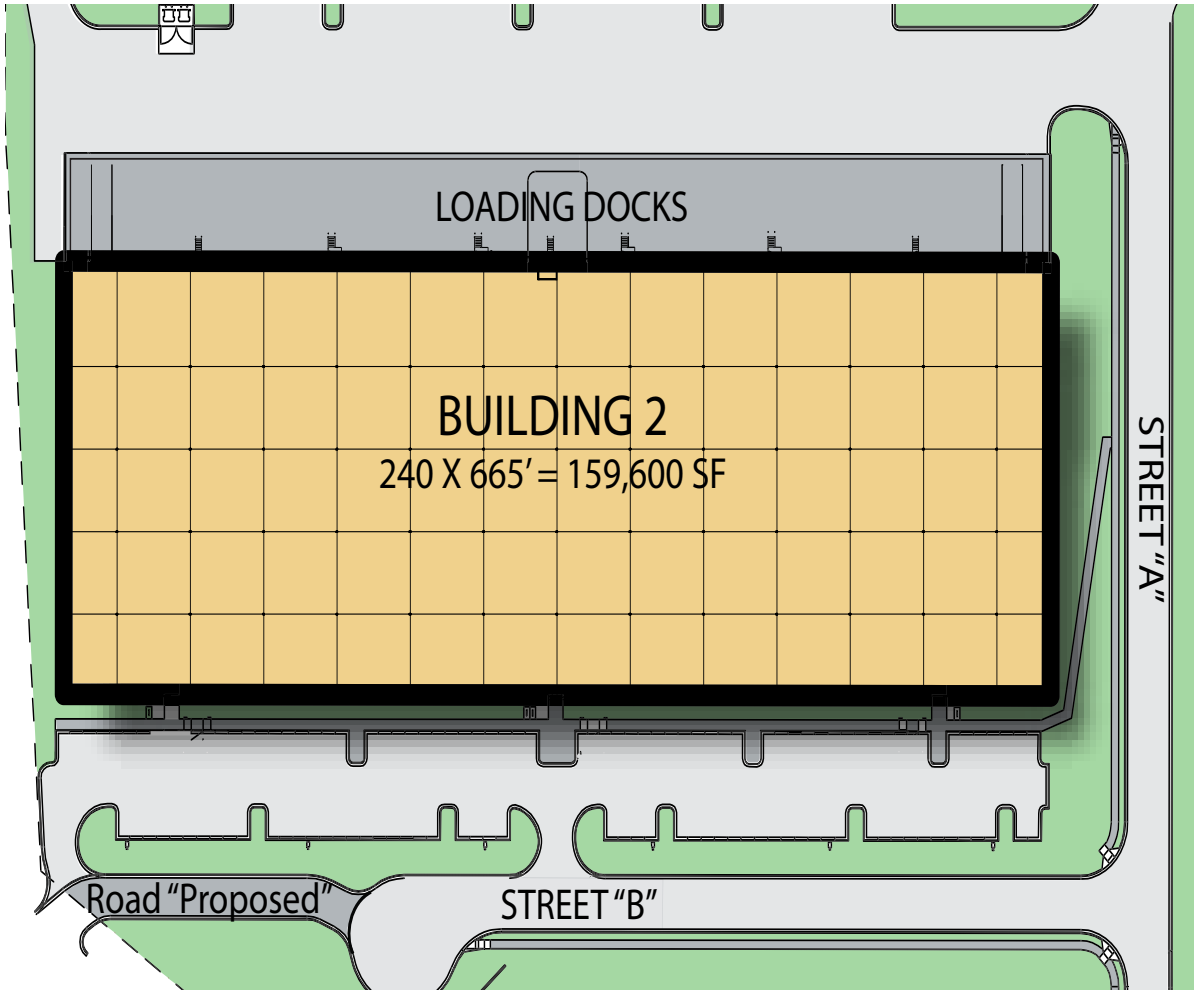 LOADING DOCKS
BUILDING 2
240 X 665’ = 159,600 SF
STREET “A”
Road “Proposed”
STREET “B”